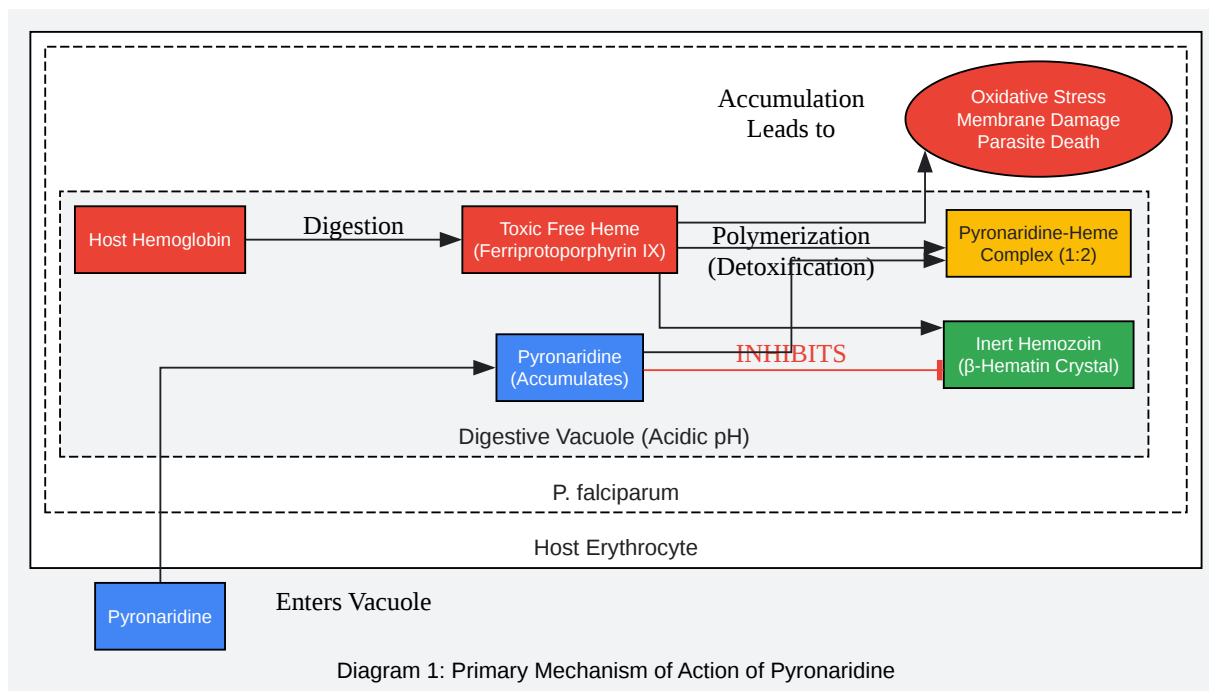 Accumulation
Leads to
Oxidative Stress
Membrane Damage
Parasite Death
Host Hemoglobin
Digestion
Toxic Free Heme
(Ferriprotoporphyrin IX)
Polymerization
(Detoxification)
Pyronaridine-Heme
Complex (1:2)
Pyronaridine
(Accumulates)
INHIBITS
Inert Hemozoin
(β-Hematin Crystal)
Digestive Vacuole (Acidic pH)
P. falciparum
Host Erythrocyte
Pyronaridine
Enters Vacuole
Diagram 1: Primary Mechanism of Action of Pyronaridine